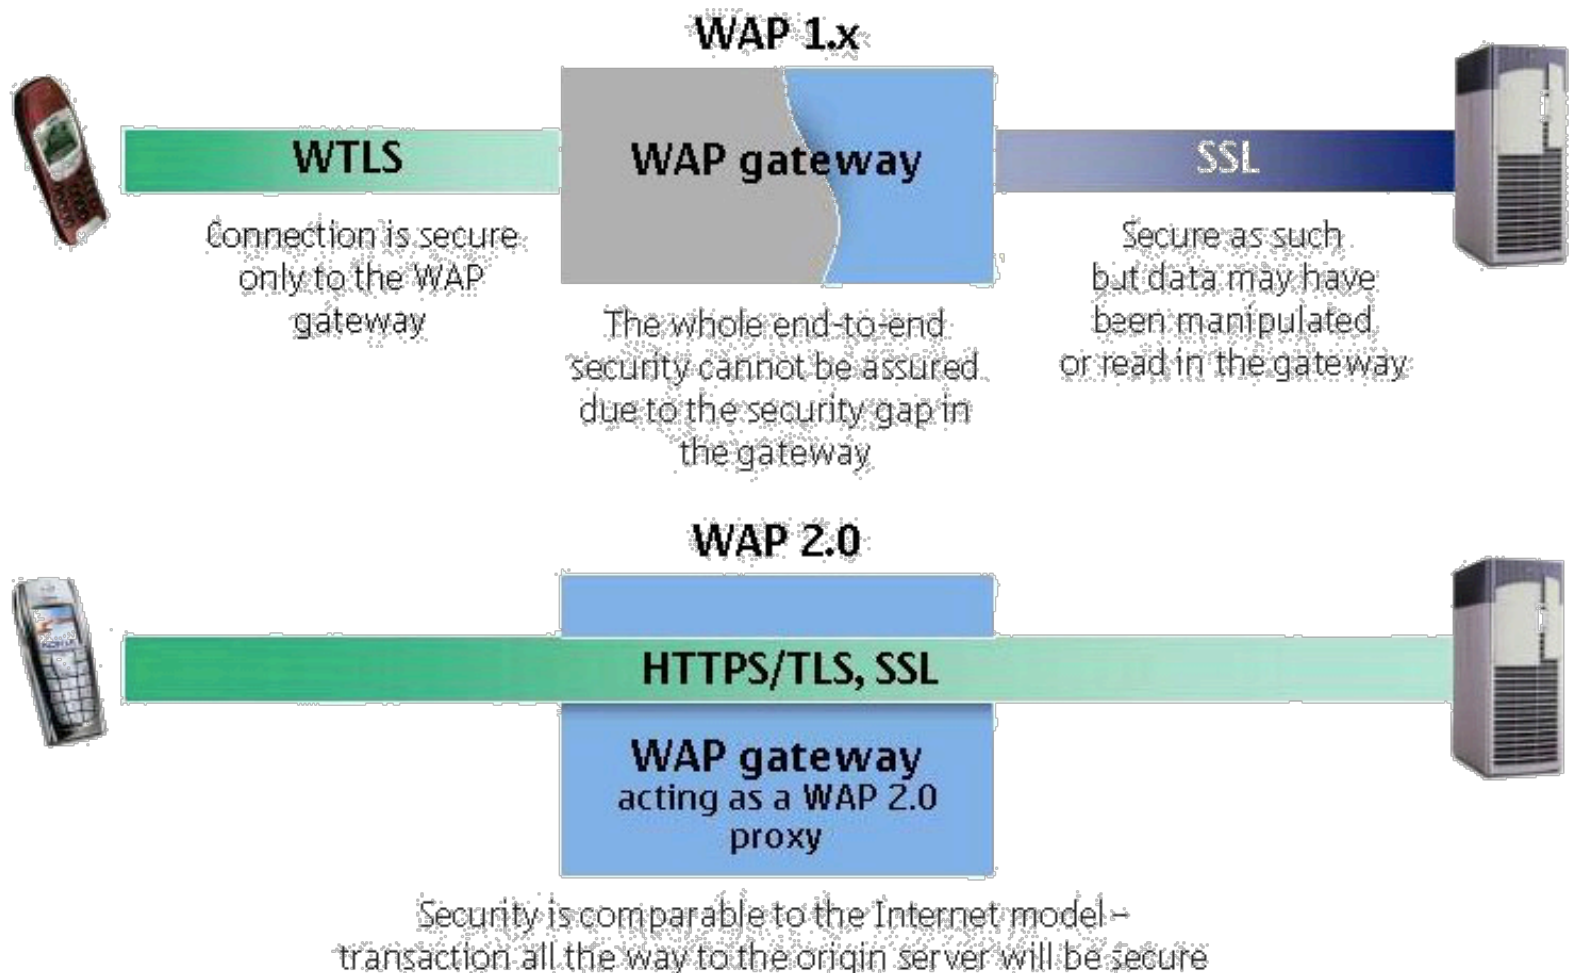 WAP 1.x
WTLS
WAP gateway
SSL
Connection is secure
only to the WAP
gateway
The whole end-to-end
security cannot be assured
due to the security gap in
the gateway
Secure as such
but data may have
been manipulated
or read in the gateway
WAP 2.0
HTTPS/TLS, SSL
WAP gateway
acting as a WAP 2.0
proxy
Security is comparable to the Internet model –
transaction all the way to the origin server will be secure